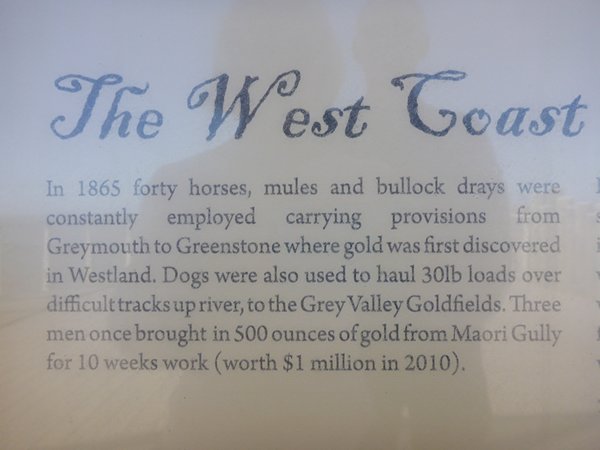 The West Coast
In 1865 forty horses, mules and bullock drays were
constantly employed carrying provisions from
Greymouth to Greenstone where gold was first discovered
in Westland. Dogs were also used to haul 30lb loads over
difficult tracks up river, to the Grey Valley Goldfields. Three
men once brought in 500 ounces of gold from Maori Gully
for 10 weeks work (worth $1 million in 2010).